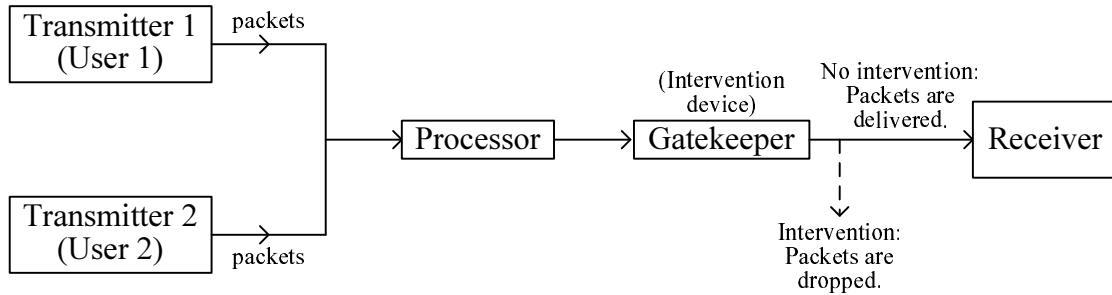 Transmitter 1
(User 1)
packets
Transmitter 2
(User 2)
packets
Processor
(Intervention
device)
Gatekeeper
No intervention:
Packets are
delivered.
Receiver
Intervention:
Packets are
dropped.